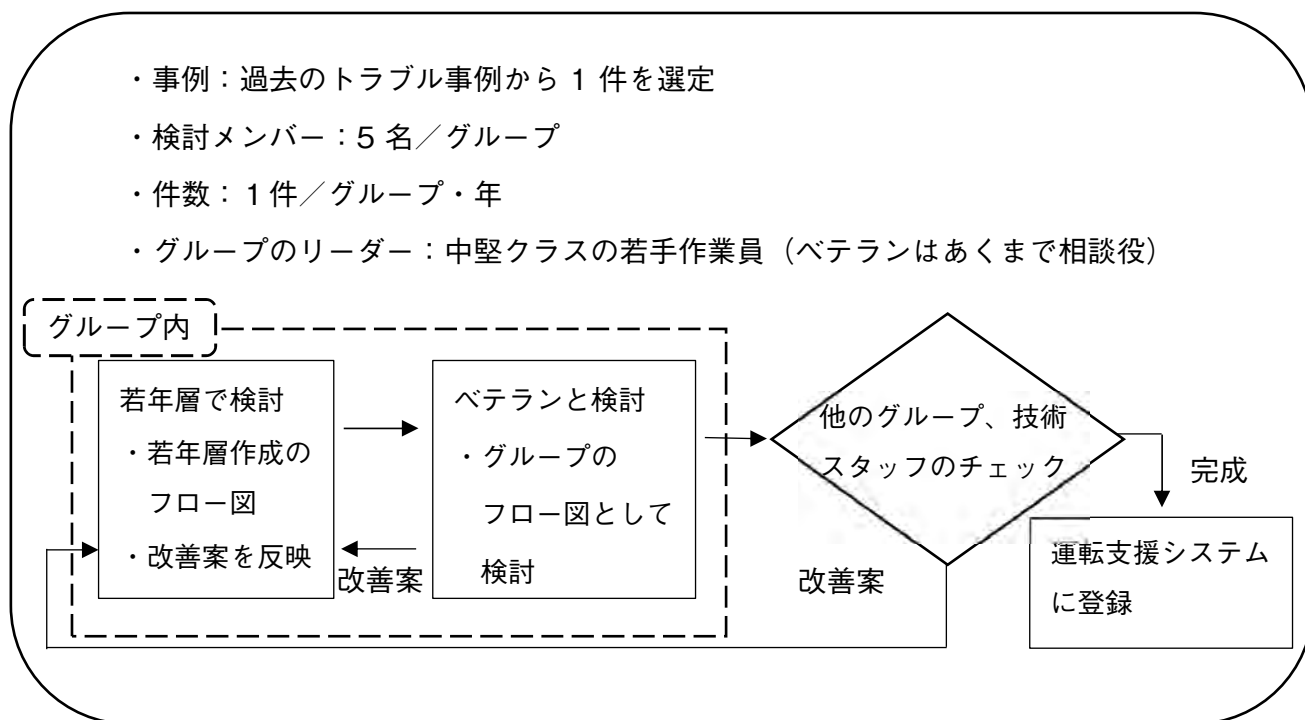 ・事例：過去のトラブル事例から 1 件を選定
・検討メンバー：5 名／グループ
・件数： 1 件／グループ・年
・グループのリーダー：中堅クラスの若手作業員（ベテランはあくまで相談役）
グループ内
若年層で検討
・若年層作成の
フロー図
・改善案を反映
改善案
ベテランと検討
・グループの
フロー図として
検討
他のグループ、技術
スタッフのチェック
改善案
完成
運転支援システム
に登録